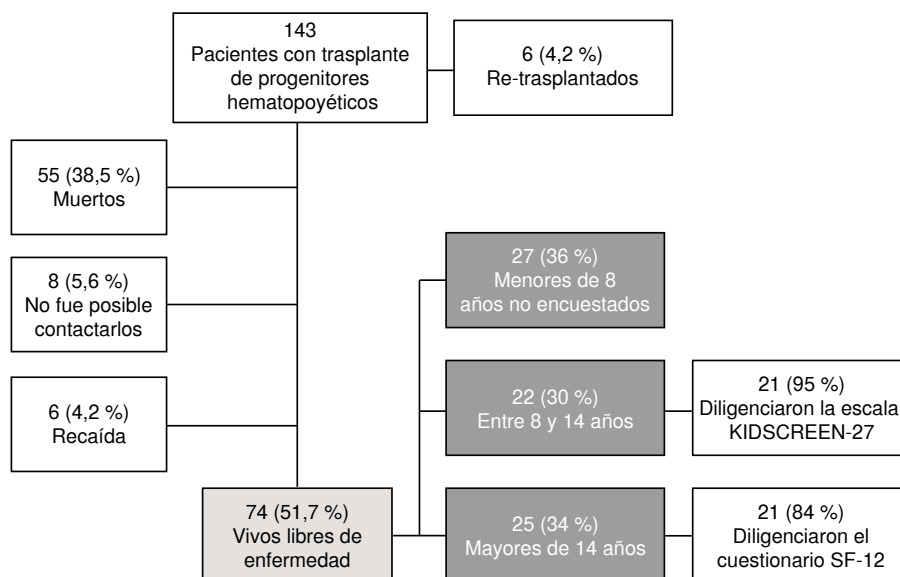 143
Pacientes con trasplante
de progenitores
hematopoyéticos
6 (4,2 %)
Re-trasplantados
55 (38,5 %)
Muertos
8 (5,6 %)
No fue posible
contactarlos
6 (4,2 %)
Recaída
74 (51,7 %)
Vivos libres de
enfermedad
27 (36 %)
Menores de 8
años no encuestados
22 (30 %)
Entre 8 y 14 años
21 (95 %)
Diligenciaron la escala
KIDSCREEN-27
25 (34 %)
Mayores de 14 años
21 (84 %)
Diligenciaron el
cuestionario SF-12